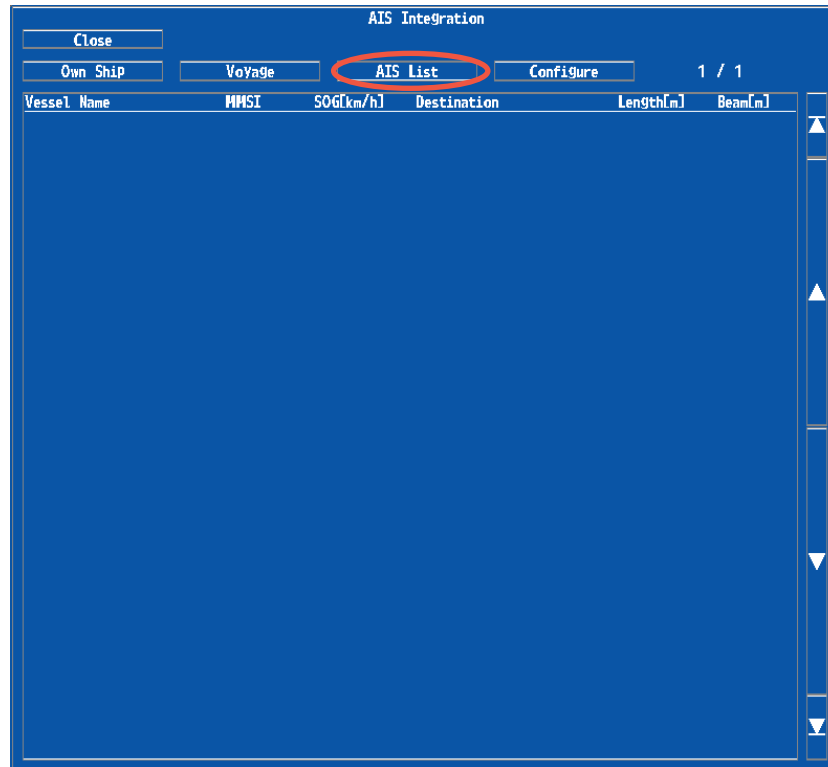 AIS Integration
Close
Own Ship Voyage AIS List Configure 1 / 1
Vessel Name MMSI SOG[km/h] Destination Length[m] Beam[m]